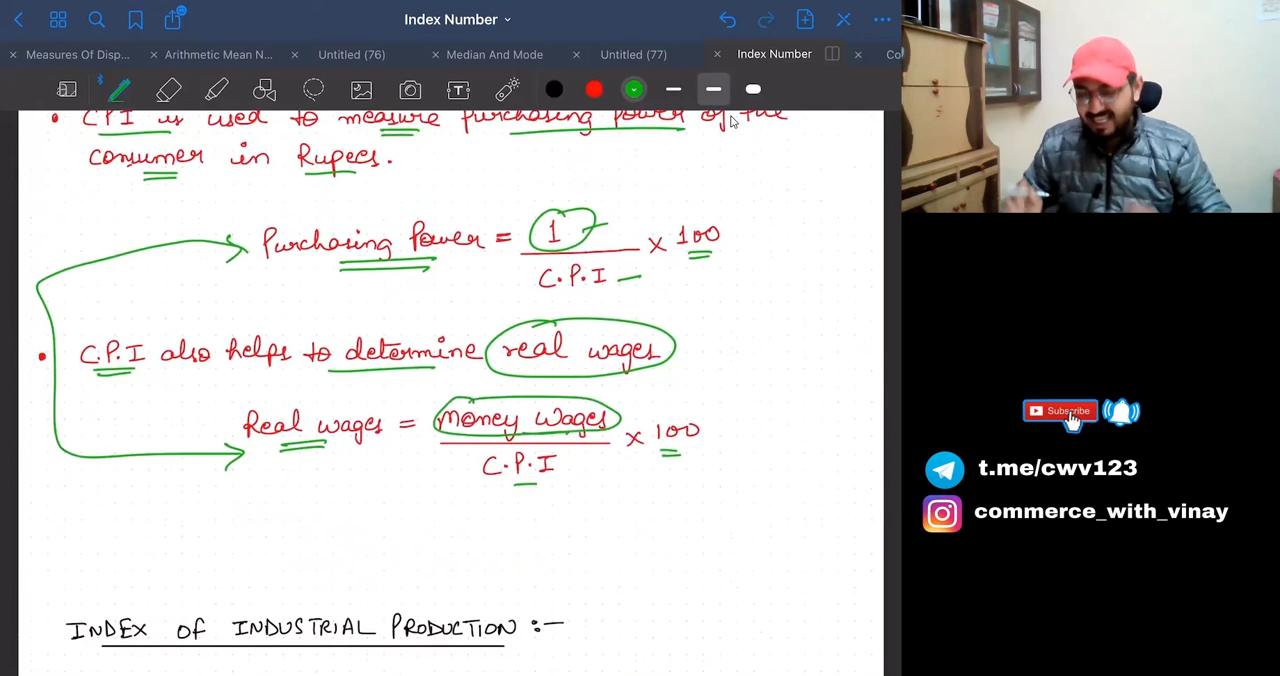 Index Number
Measures Of Disp...
Arithmetic Mean N...
Untitled (76)
Median And Mode
Untitled (77)
Index Number
Co
• CPI is used to measure purchasing power of the
consumer in Rupees.
Purchasing Power = 1 / C.P.I × 100
• C.P.I also helps to determine real wages
Real wages = money wages / C.P.I × 100
INDEX of INDUSTRIAL PRODUCTION :-
Subscribe
t.me/cwv123
commerce_with_vinay